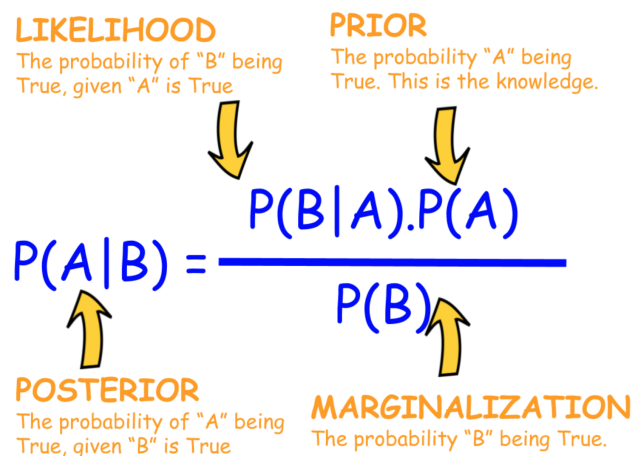 LIKELIHOOD
The probability of “B” being
True, given “A” is True
PRIOR
The probability “A” being
True. This is the knowledge.
P(B|A).P(A)
P(A|B) =
P(B)
POSTERIOR
The probability of “A” being
True, given “B” is True
MARGINALIZATION
The probability “B” being True.